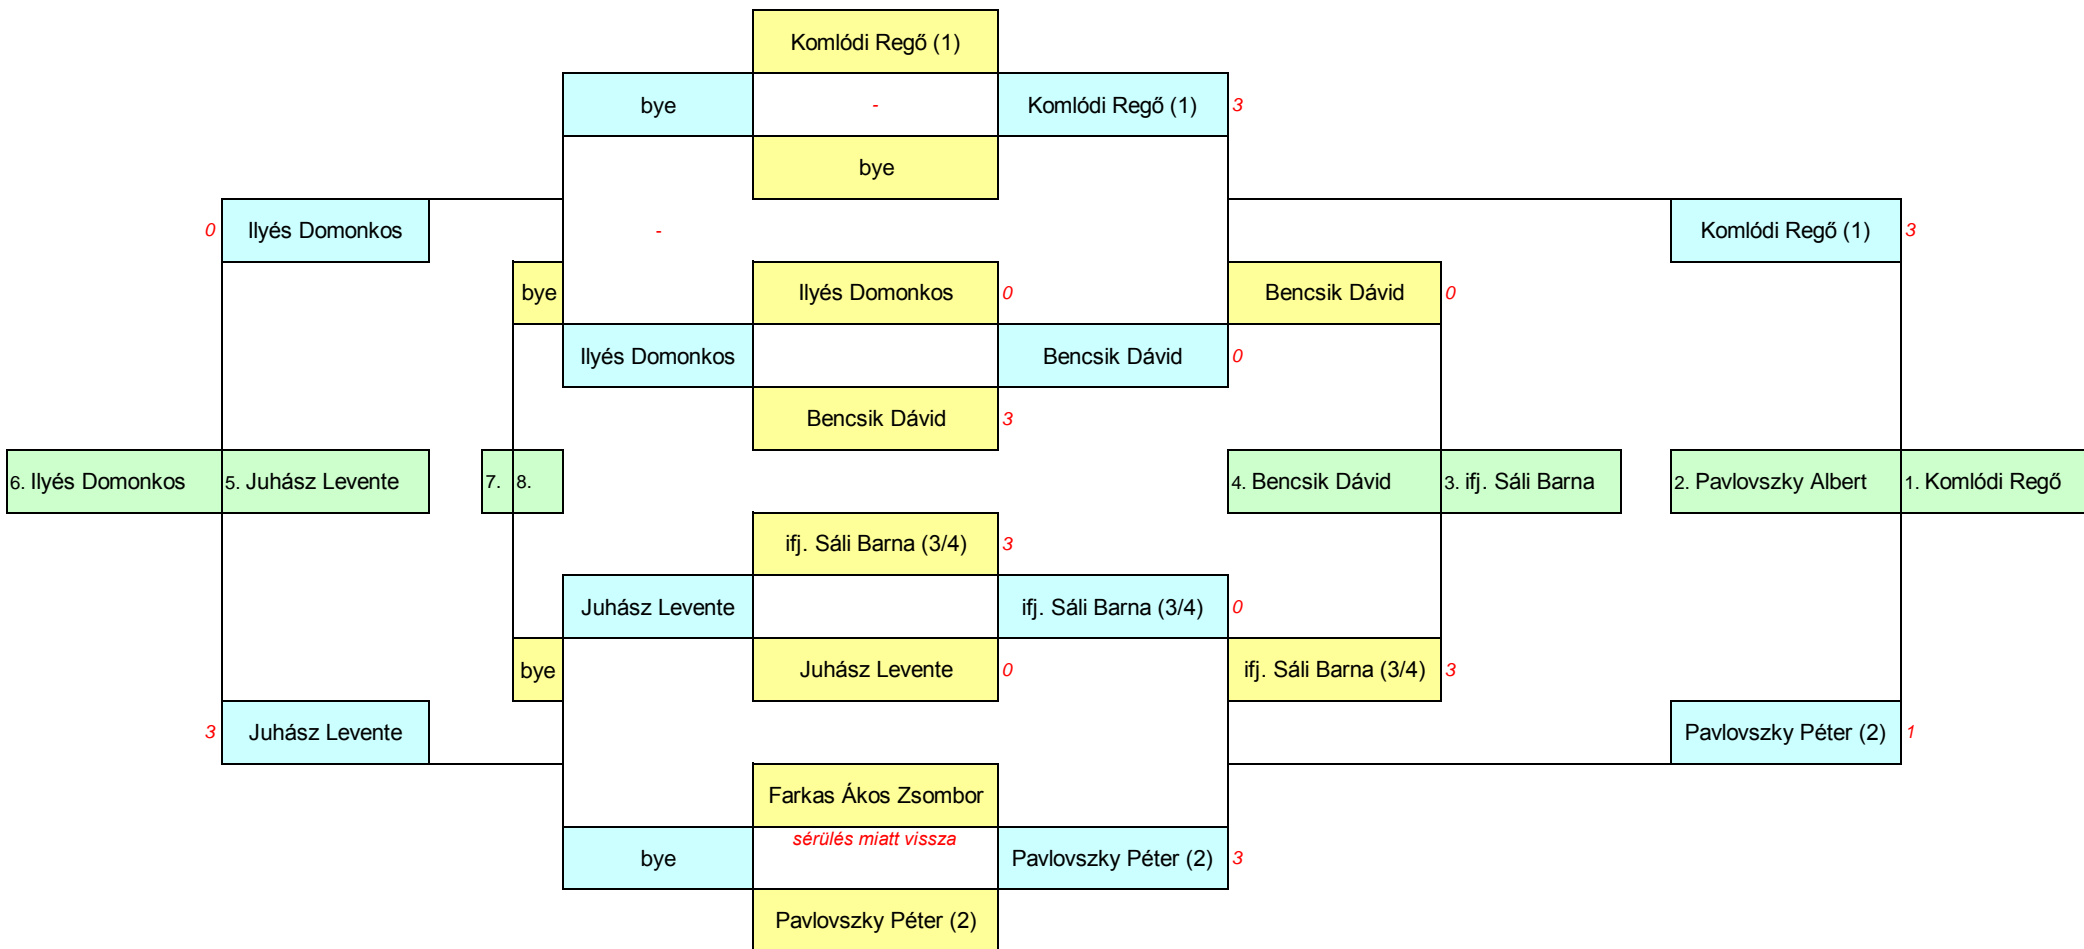 Komlódi Regő (1)
bye - Komlódi Regő (1) 3
bye
0 Ilyés Domonkos - Komlódi Regő (1) 3
bye Ilyés Domonkos 0 Bencsik Dávid 0
Ilyés Domonkos Bencsik Dávid 0
Bencsik Dávid 3
6. Ilyés Domonkos 5. Juhász Levente 7. 8. 4. Bencsik Dávid 3. ifj. Sáli Barna 2. Pavlovszky Albert 1. Komlódi Regő
ifj. Sáli Barna (3/4) 3
Juhász Levente ifj. Sáli Barna (3/4) 0
bye Juhász Levente 0 ifj. Sáli Barna (3/4) 3
3 Juhász Levente Pavlovszky Péter (2) 1
Farkas Ákos Zsombor
sérülés miatt vissza
bye Pavlovszky Péter (2) 3
Pavlovszky Péter (2)